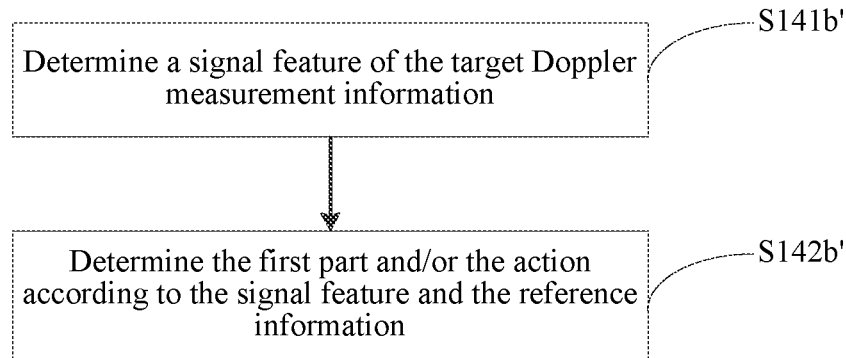 S141b'
Determine a signal feature of the target Doppler
measurement information
S142b'
Determine the first part and/or the action
according to the signal feature and the reference
information